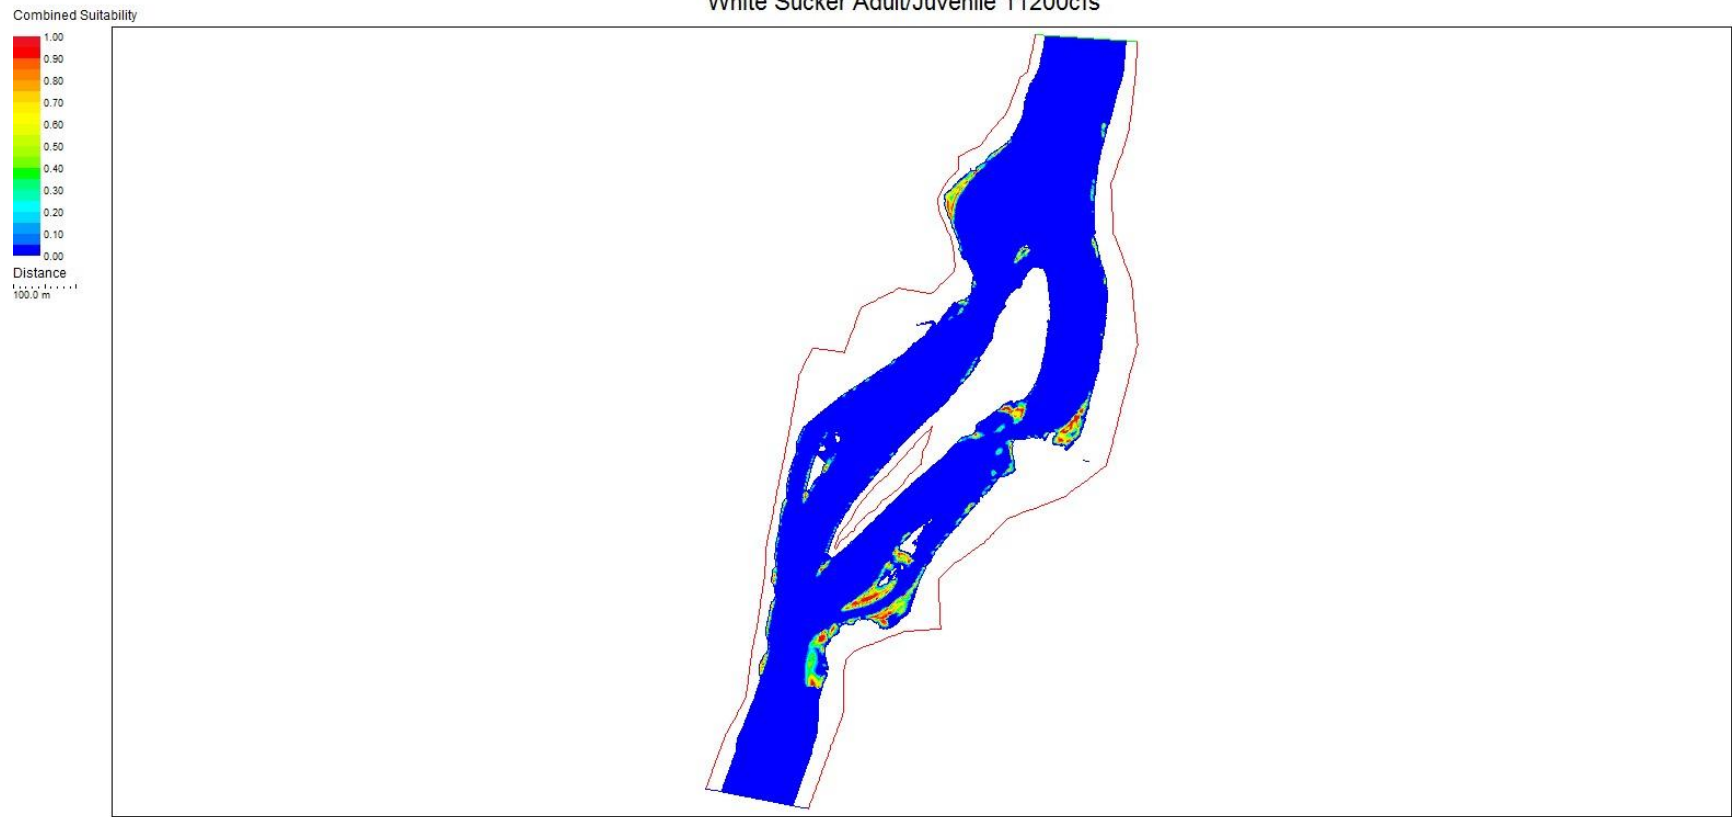 White Sucker Adult/Juvenile 11200cfs
Combined Suitability
1.00
0.90
0.80
0.70
0.60
0.50
0.40
0.30
0.20
0.10
0.00
Distance
100.0 m